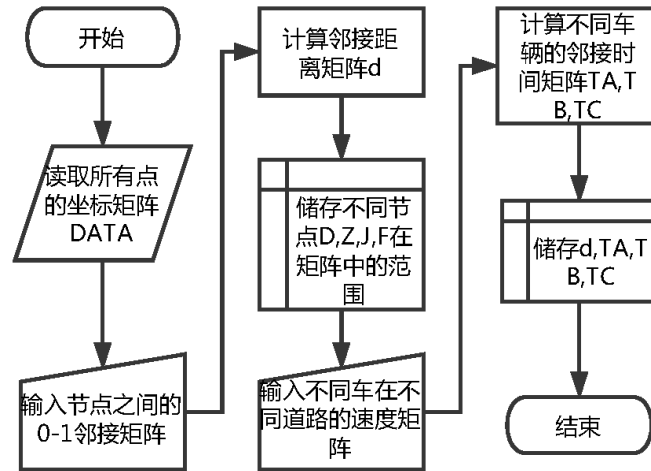 开始
读取所有点
的坐标矩阵
DATA
输入节点之间的
0-1邻接矩阵
计算邻接距
离矩阵d
储存不同节
点D,Z,J,F在
矩阵中的范
围
输入不同车在不
同道路的速度矩
阵
计算不同车
辆的邻接时
间矩阵TA,T
B,TC
储存d,TA,T
B,TC
结束